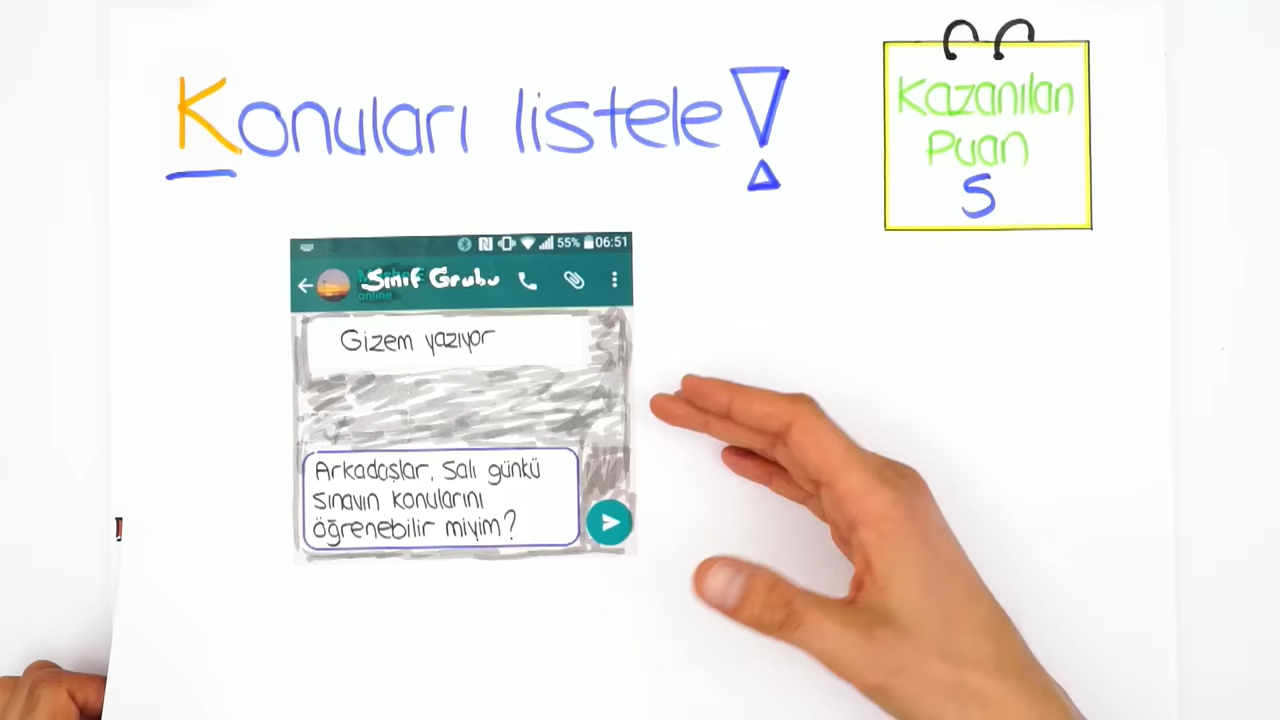 Konuları listele!
Kazanılan
Puan
5
55% 06:51
Sınıf Grubu
online
Gizem yazıyor
Arkadaşlar, Salı günkü
sınavın konularını
öğrenebilir miyim?